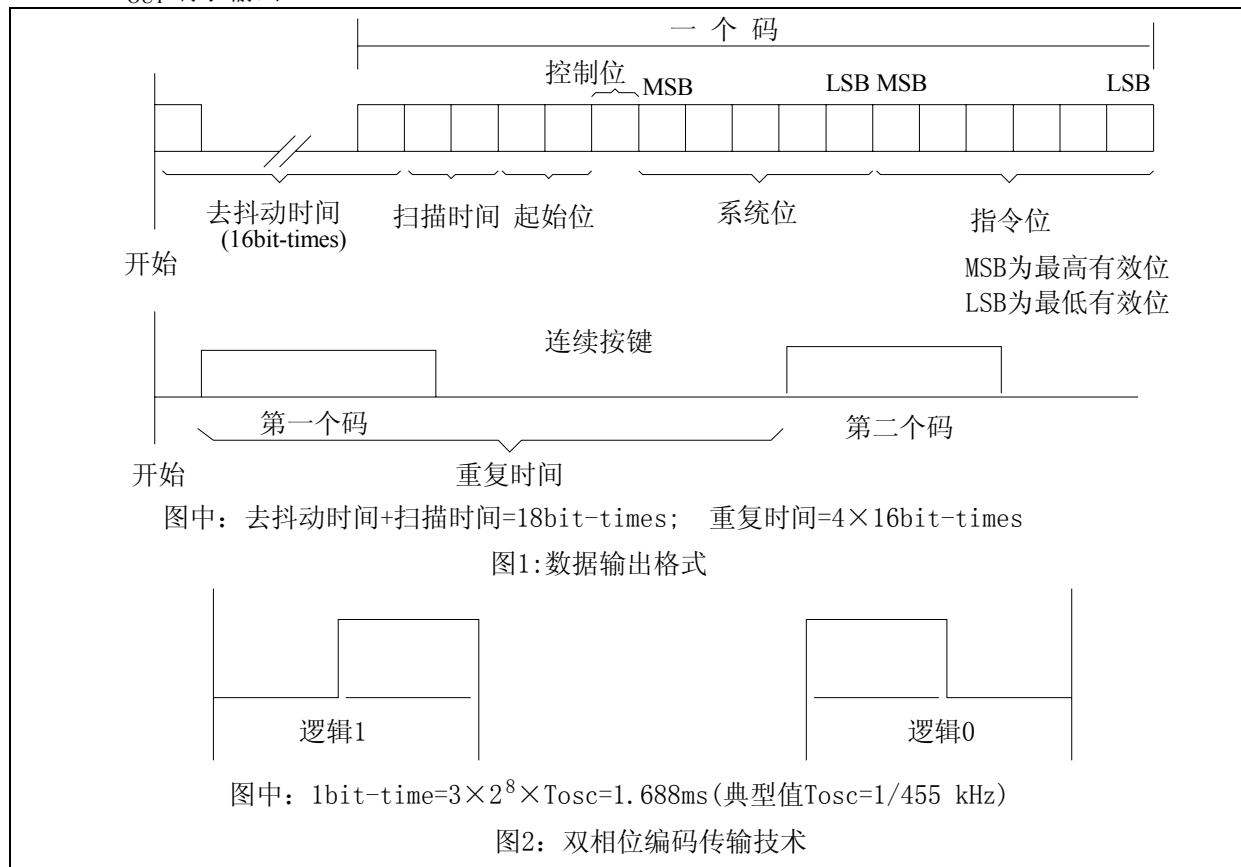 一 个 码
控制位 MSB LSB MSB LSB
去抖动时间 扫描时间 起始位 系统位 指令位
(16bit-times)
开始
MSB为最高有效位
LSB为最低有效位
连续按键
第一个码 第二个码
开始 重复时间
图中: 去抖动时间+扫描时间=18bit-times; 重复时间=4×16bit-times
图1:数据输出格式
逻辑1 逻辑0
图中: 1bit-time=3×2⁸×Tosc=1.688ms(典型值Tosc=1/455 kHz)
图2: 双相位编码传输技术